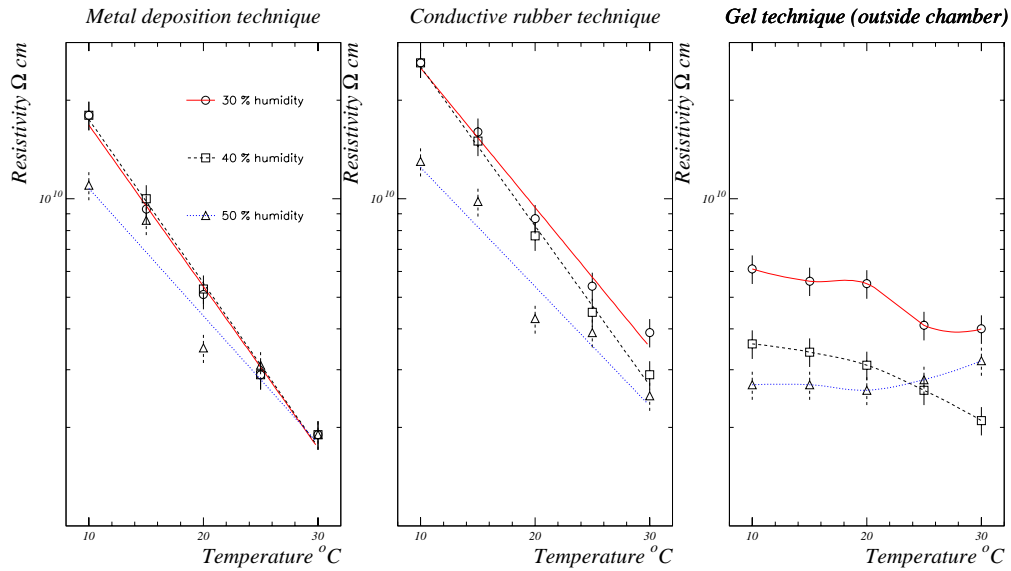 Metal deposition technique
Conductive rubber technique
Gel technique (outside chamber)
Resistivity Ω cm
10^10
30 % humidity
40 % humidity
50 % humidity
10
20
30
Temperature °C
Resistivity Ω cm
10^10
10
20
30
Temperature °C
Resistivity Ω cm
10^10
10
20
30
Temperature °C